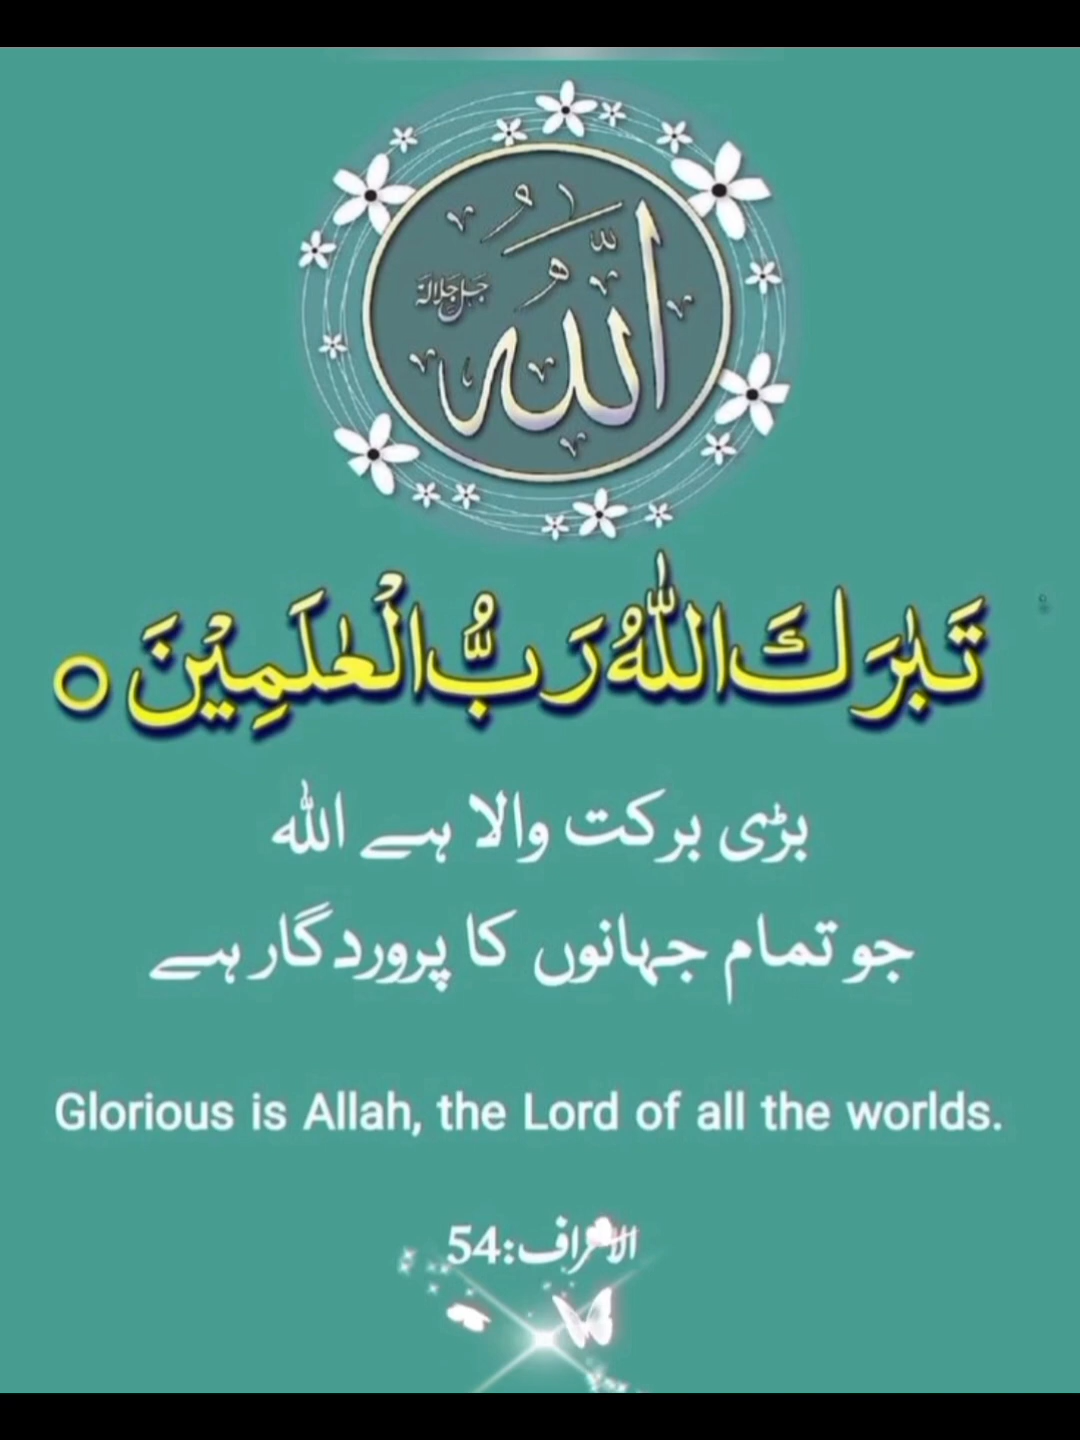 اللهُ
جل جلالہ
تَبٰرَكَ اللّٰهُ رَبُّ الْعٰلَمِيْنَ ○
بڑی برکت والا ہے اللہ
جو تمام جہانوں کا پروردگار ہے
Glorious is Allah, the Lord of all the worlds.
الاعراف:54